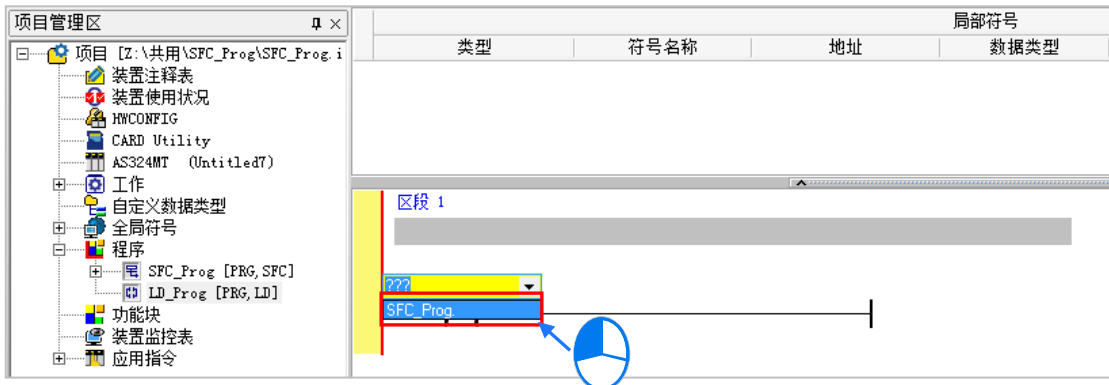 项目管理区
项目 [Z:\共用\SFC_Prog\SFC_Prog.i
装置注释表
装置使用状况
HWCONFIG
CARD Utility
AS324MT (Untitled7)
工作
自定义数据类型
全局符号
程序
SFC_Prog [PRG,SFC]
LD_Prog [PRG,LD]
功能块
装置监控表
应用指令
局部符号
类型 符号名称 地址 数据类型
区段 1
???
SFC_Prog.